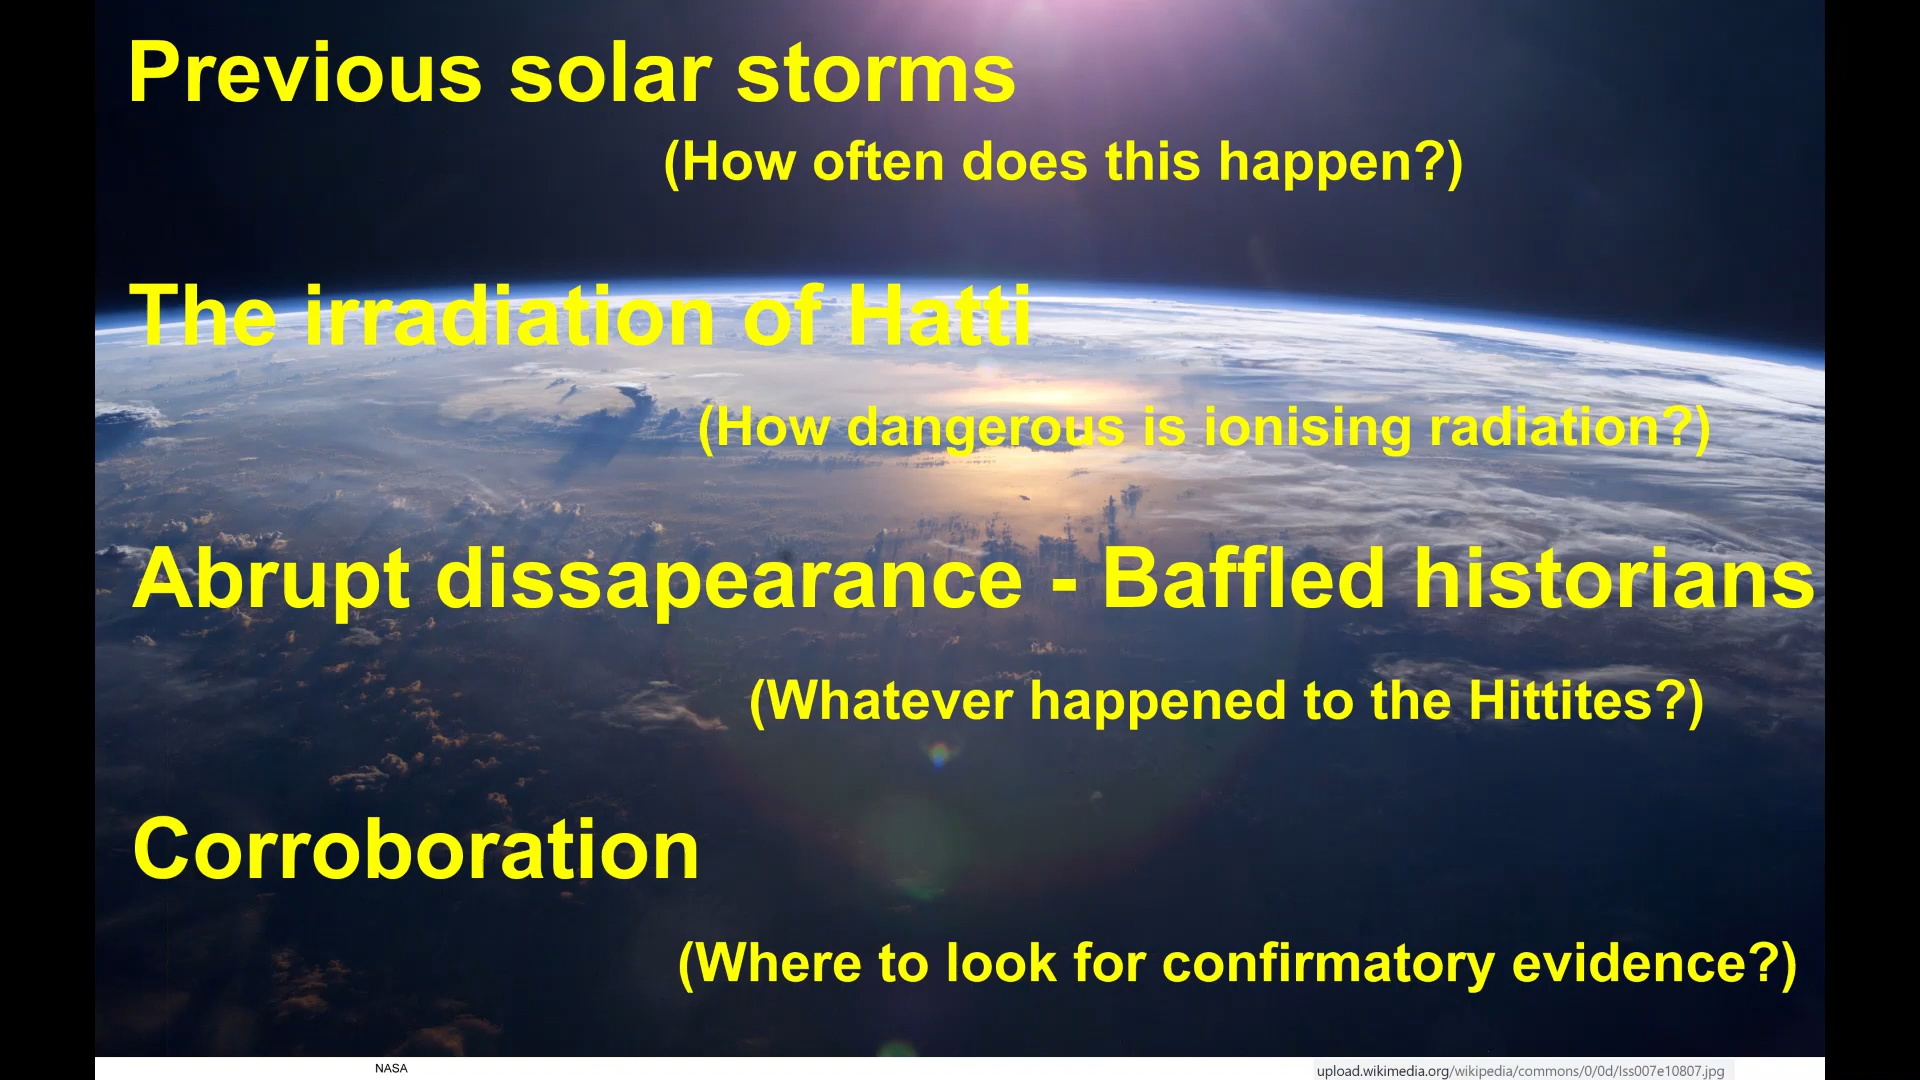 Previous solar storms
(How often does this happen?)
The irradiation of Hatti
(How dangerous is ionising radiation?)
Abrupt dissapearance - Baffled historians
(Whatever happened to the Hittites?)
Corroboration
(Where to look for confirmatory evidence?)
NASA
upload.wikimedia.org/wikipedia/commons/0/0d/Iss007e10807.jpg